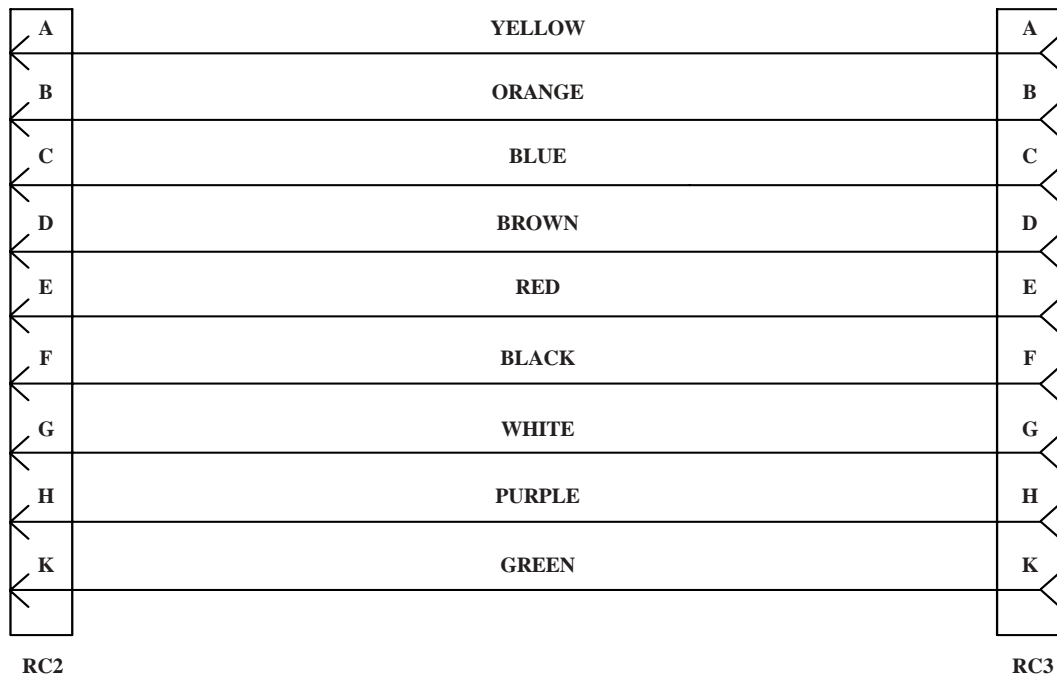 A YELLOW A
B ORANGE B
C BLUE C
D BROWN D
E RED E
F BLACK F
G WHITE G
H PURPLE H
K GREEN K
RC2 RC3